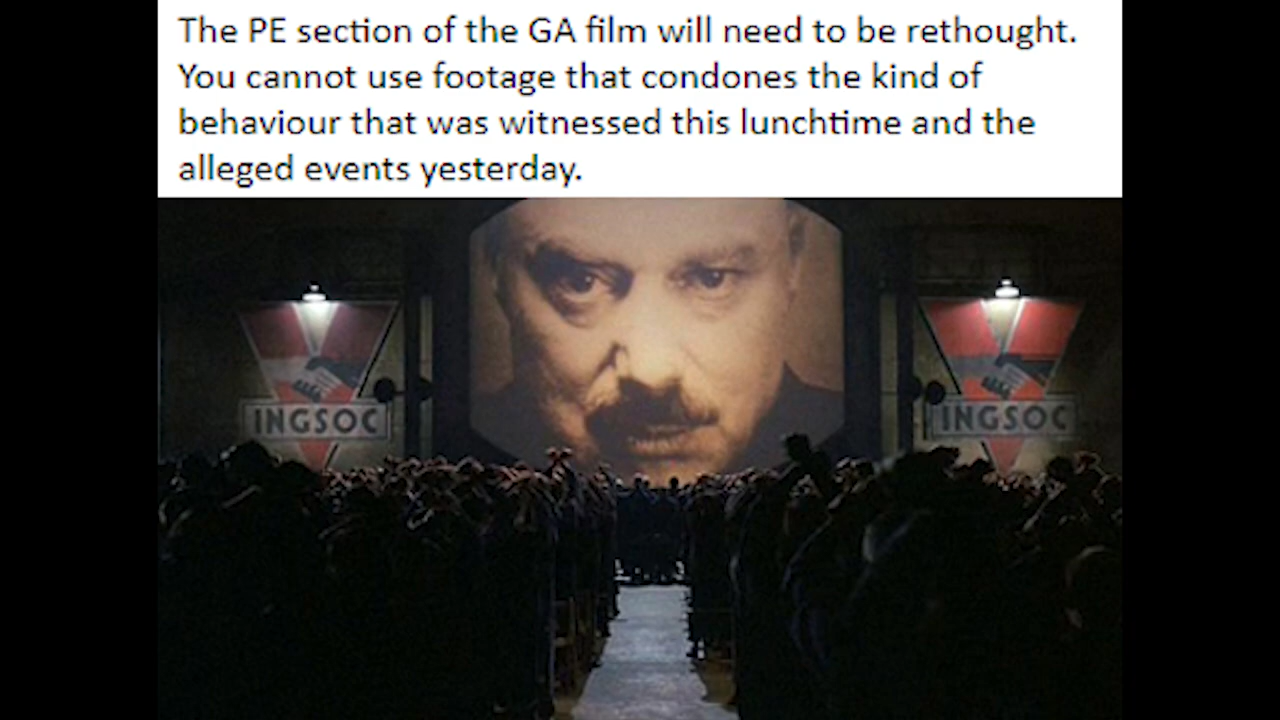 The PE section of the GA film will need to be rethought.
You cannot use footage that condones the kind of
behaviour that was witnessed this lunchtime and the
alleged events yesterday.
INGSOC
INGSOC